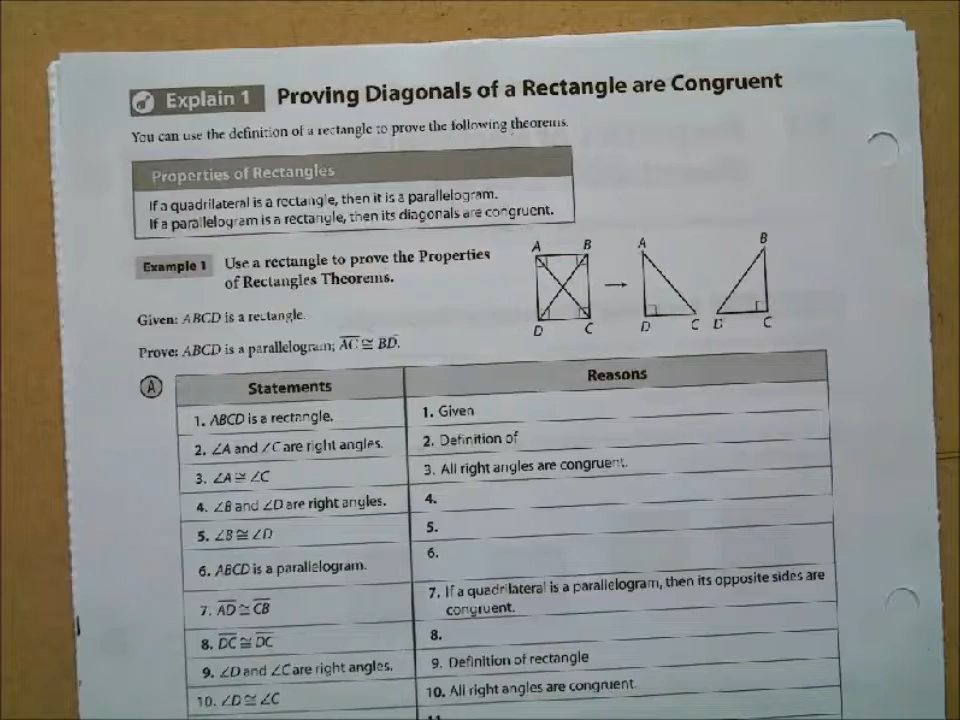 Explain 1 Proving Diagonals of a Rectangle are Congruent
You can use the definition of a rectangle to prove the following theorems.
Properties of Rectangles
If a quadrilateral is a rectangle, then it is a parallelogram.
If a parallelogram is a rectangle, then its diagonals are congruent.
Example 1 Use a rectangle to prove the Properties
of Rectangles Theorems.
A B A B
D C D C D C
Given: ABCD is a rectangle.
Prove: ABCD is a parallelogram; AC ≅ BD.
A
Statements Reasons
1. ABCD is a rectangle. 1. Given
2. ∠A and ∠C are right angles. 2. Definition of
3. ∠A ≅ ∠C 3. All right angles are congruent.
4. ∠B and ∠D are right angles. 4.
5. ∠B ≅ ∠D 5.
6. ABCD is a parallelogram. 6.
7. AD ≅ CB 7. If a quadrilateral is a parallelogram, then its opposite sides are
congruent.
8. DC ≅ DC 8.
9. ∠D and ∠C are right angles. 9. Definition of rectangle
10. ∠D ≅ ∠C 10. All right angles are congruent.